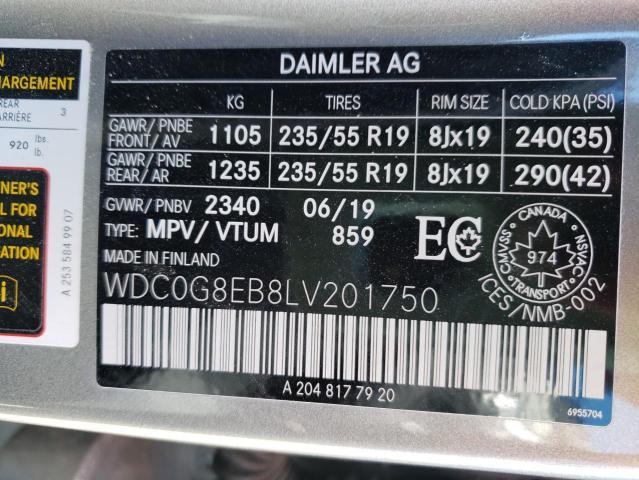 N
HARGEMENT
REAR
ARRIÈRE 3
920 lbs.
lb.
NER'S
L FOR
IONAL
ATION
A 253 584 99 07
DAIMLER AG
KG TIRES RIM SIZE COLD KPA (PSI)
GAWR/PNBE
FRONT/AV 1105 235/55 R19 8Jx19 240(35)
GAWR/PNBE
REAR/AR 1235 235/55 R19 8Jx19 290(42)
GVWR/PNBV 2340 06/19
TYPE: MPV/VTUM 859
EC
CANADA
CMVSS NSVAC
974
TRANSPORT
ICES/NMB-002
MADE IN FINLAND
WDC0G8EB8LV201750
A 204 817 79 20
6955704